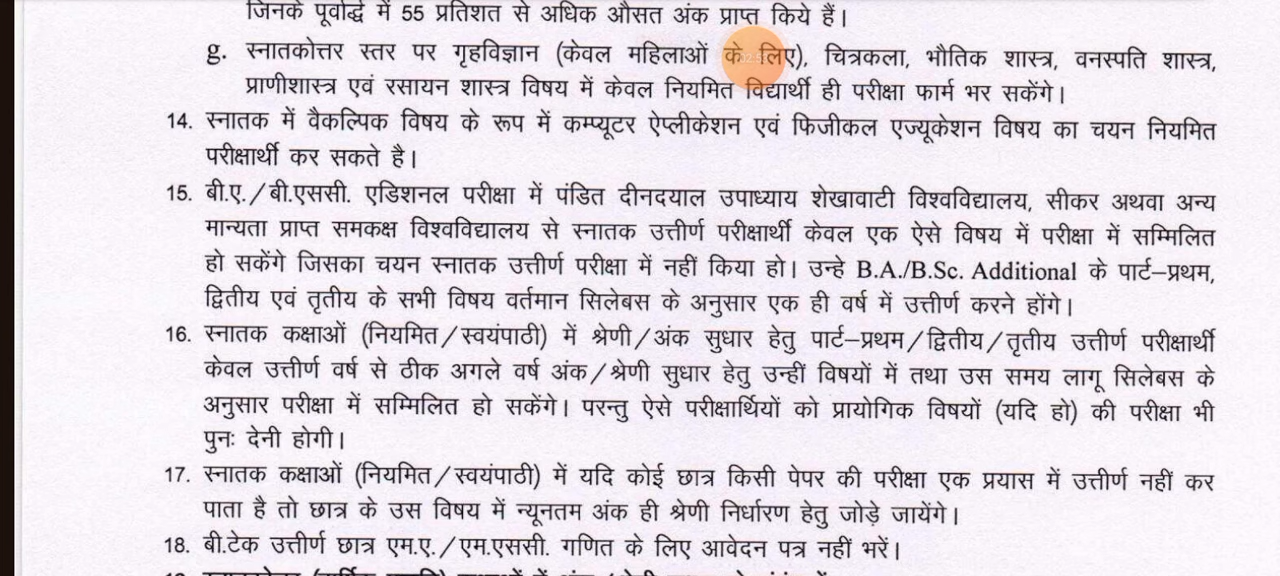 जिनके पूर्वार्द्ध में 55 प्रतिशत से अधिक औसत अंक प्राप्त किये हैं।
g. स्नातकोत्तर स्तर पर गृहविज्ञान (केवल महिलाओं के लिए), चित्रकला, भौतिक शास्त्र, वनस्पति शास्त्र,
प्राणीशास्त्र एवं रसायन शास्त्र विषय में केवल नियमित विद्यार्थी ही परीक्षा फार्म भर सकेंगे।
14. स्नातक में वैकल्पिक विषय के रूप में कम्प्यूटर ऐप्लीकेशन एवं फिजीकल एज्यूकेशन विषय का चयन नियमित
परीक्षार्थी कर सकते है।
15. बी.ए./बी.एससी. एडिशनल परीक्षा में पंडित दीनदयाल उपाध्याय शेखावाटी विश्वविद्यालय, सीकर अथवा अन्य
मान्यता प्राप्त समकक्ष विश्वविद्यालय से स्नातक उत्तीर्ण परीक्षार्थी केवल एक ऐसे विषय में परीक्षा में सम्मिलित
हो सकेंगे जिसका चयन स्नातक उत्तीर्ण परीक्षा में नहीं किया हो। उन्हे B.A./B.Sc. Additional के पार्ट–प्रथम,
द्वितीय एवं तृतीय के सभी विषय वर्तमान सिलेबस के अनुसार एक ही वर्ष में उत्तीर्ण करने होंगे।
16. स्नातक कक्षाओं (नियमित/स्वयंपाठी) में श्रेणी/अंक सुधार हेतु पार्ट–प्रथम/द्वितीय/तृतीय उत्तीर्ण परीक्षार्थी
केवल उत्तीर्ण वर्ष से ठीक अगले वर्ष अंक/श्रेणी सुधार हेतु उन्हीं विषयों में तथा उस समय लागू सिलेबस के
अनुसार परीक्षा में सम्मिलित हो सकेंगे। परन्तु ऐसे परीक्षार्थियों को प्रायोगिक विषयों (यदि हो) की परीक्षा भी
पुनः देनी होगी।
17. स्नातक कक्षाओं (नियमित/स्वयंपाठी) में यदि कोई छात्र किसी पेपर की परीक्षा एक प्रयास में उत्तीर्ण नहीं कर
पाता है तो छात्र के उस विषय में न्यूनतम अंक ही श्रेणी निर्धारण हेतु जोड़े जायेंगे।
18. बी.टेक उत्तीर्ण छात्र एम.ए./एम.एससी. गणित के लिए आवेदन पत्र नहीं भरें।